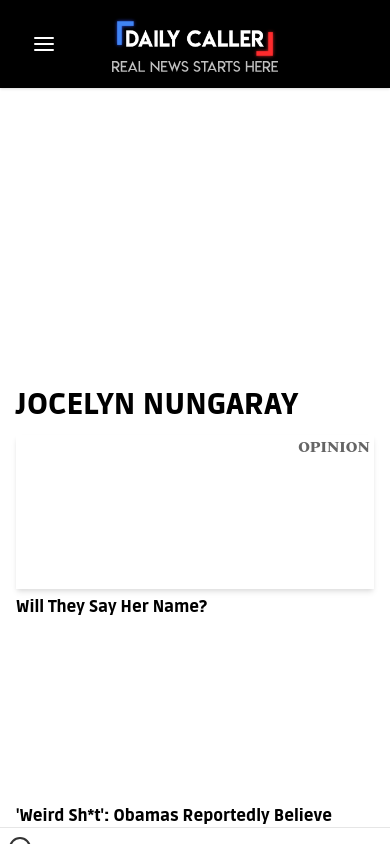 DAILY CALLER
REAL NEWS STARTS HERE
JOCELYN NUNGARAY
OPINION
Will They Say Her Name?
'Weird Sh*t': Obamas Reportedly Believe